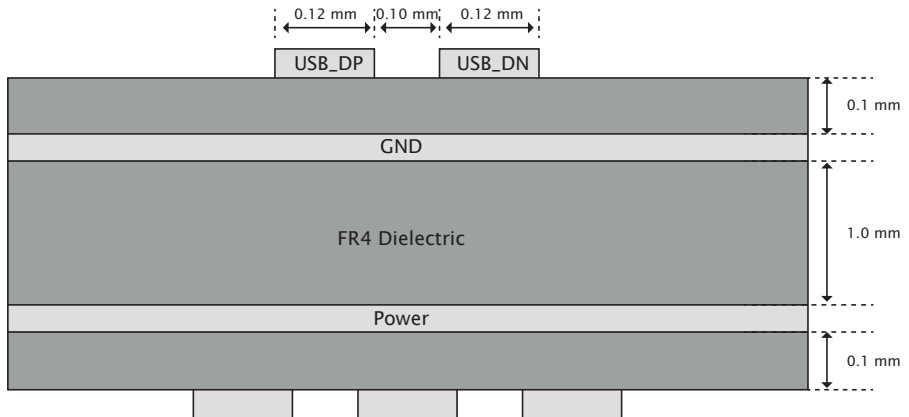 0.12 mm 0.10 mm 0.12 mm
USB_DP USB_DN
0.1 mm
GND
1.0 mm
FR4 Dielectric
Power
0.1 mm